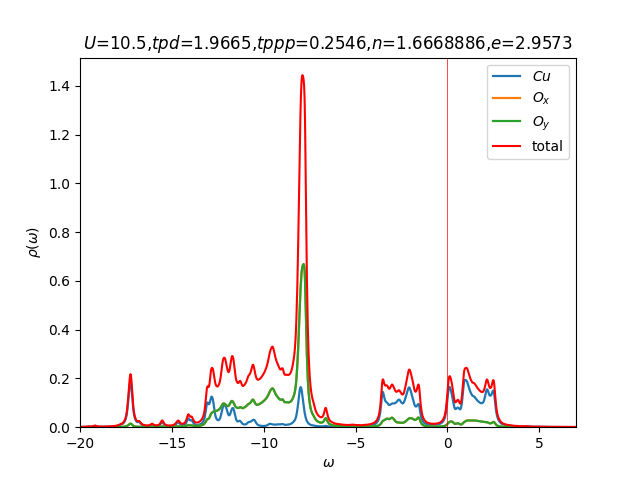 U=10.5,tpd=1.9665,tppp=0.2546,n=1.6668886,e=2.9573
Cu
Oₓ
O_y
total
ρ(ω)
1.4
1.2
1.0
0.8
0.6
0.4
0.2
0.0
−20
−15
−10
−5
0
5
ω